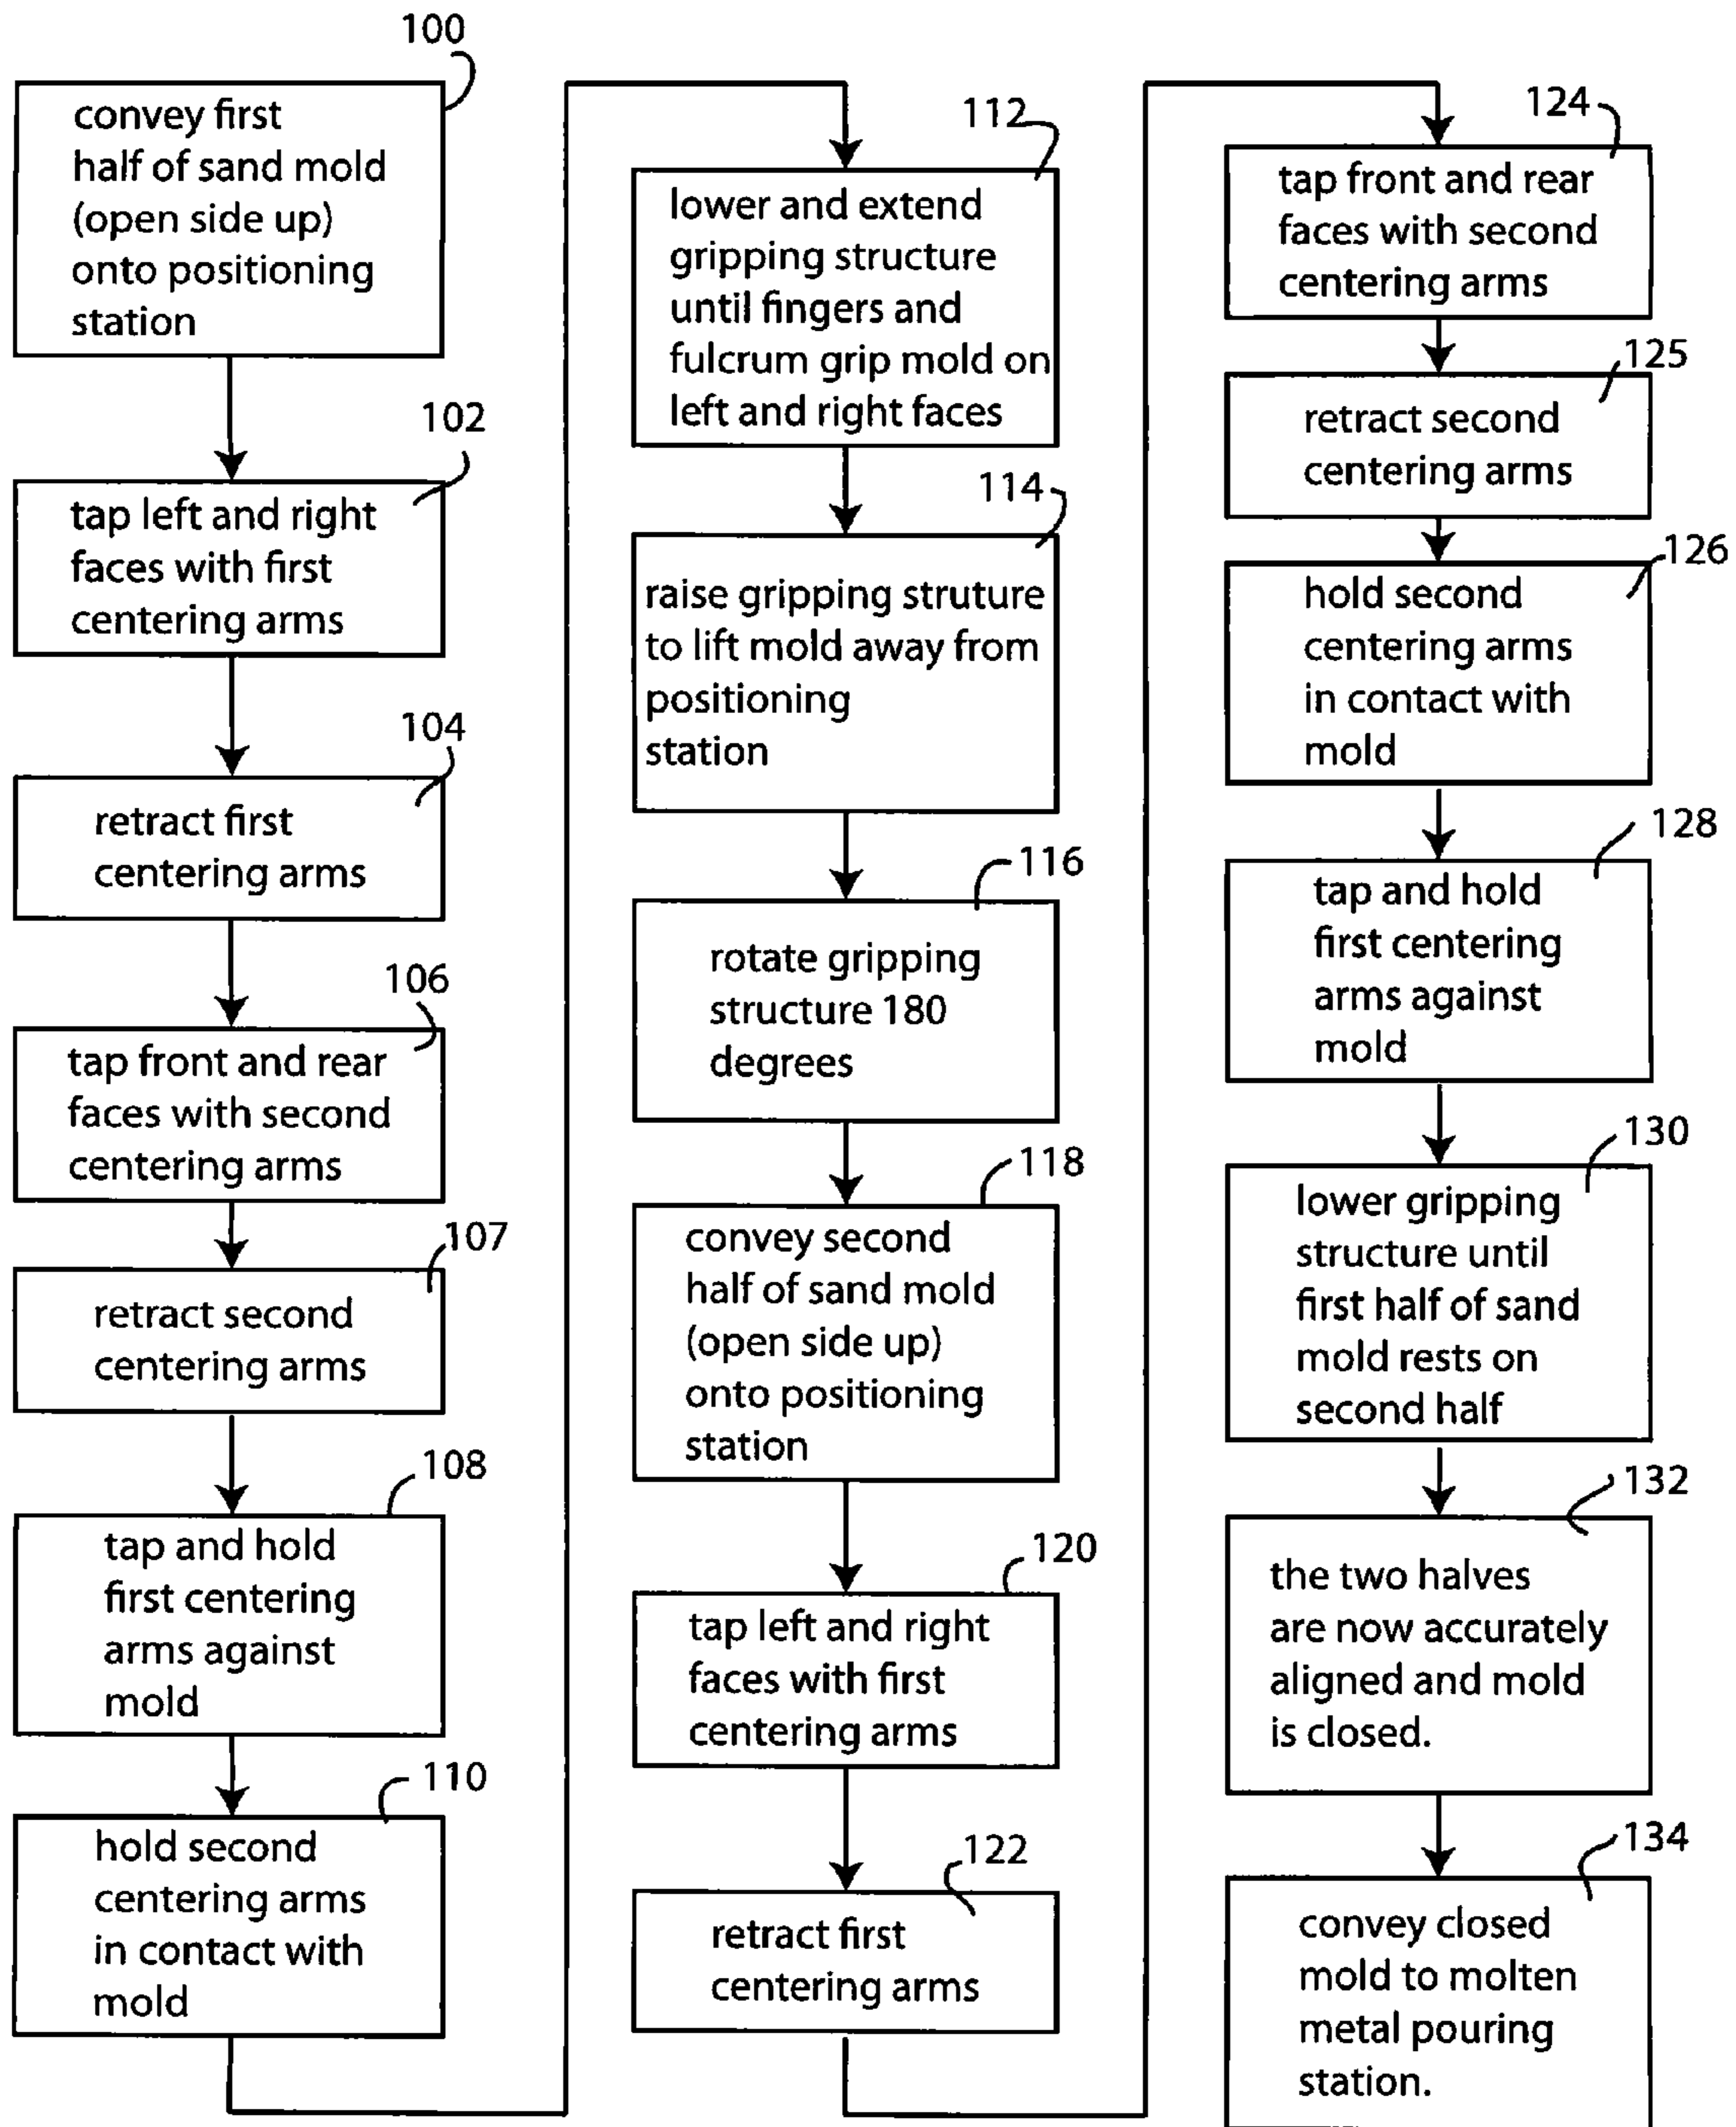 100
convey first
half of sand mold
(open side up)
onto positioning
station
102
tap left and right
faces with first
centering arms
104
retract first
centering arms
106
tap front and rear
faces with second
centering arms
107
retract second
centering arms
108
tap and hold
first centering
arms against
mold
110
hold second
centering arms
in contact with
mold
112
lower and extend
gripping structure
until fingers and
fulcrum grip mold on
left and right faces
114
raise gripping struture
to lift mold away from
positioning
station
116
rotate gripping
structure 180
degrees
118
convey second
half of sand mold
(open side up)
onto positioning
station
120
tap left and right
faces with first
centering arms
122
retract first
centering arms
124
tap front and rear
faces with second
centering arms
125
retract second
centering arms
126
hold second
centering arms
in contact with
mold
128
tap and hold
first centering
arms against
mold
130
lower gripping
structure until
first half of sand
mold rests on
second half
132
the two halves
are now accurately
aligned and mold
is closed.
134
convey closed
mold to molten
metal pouring
station.